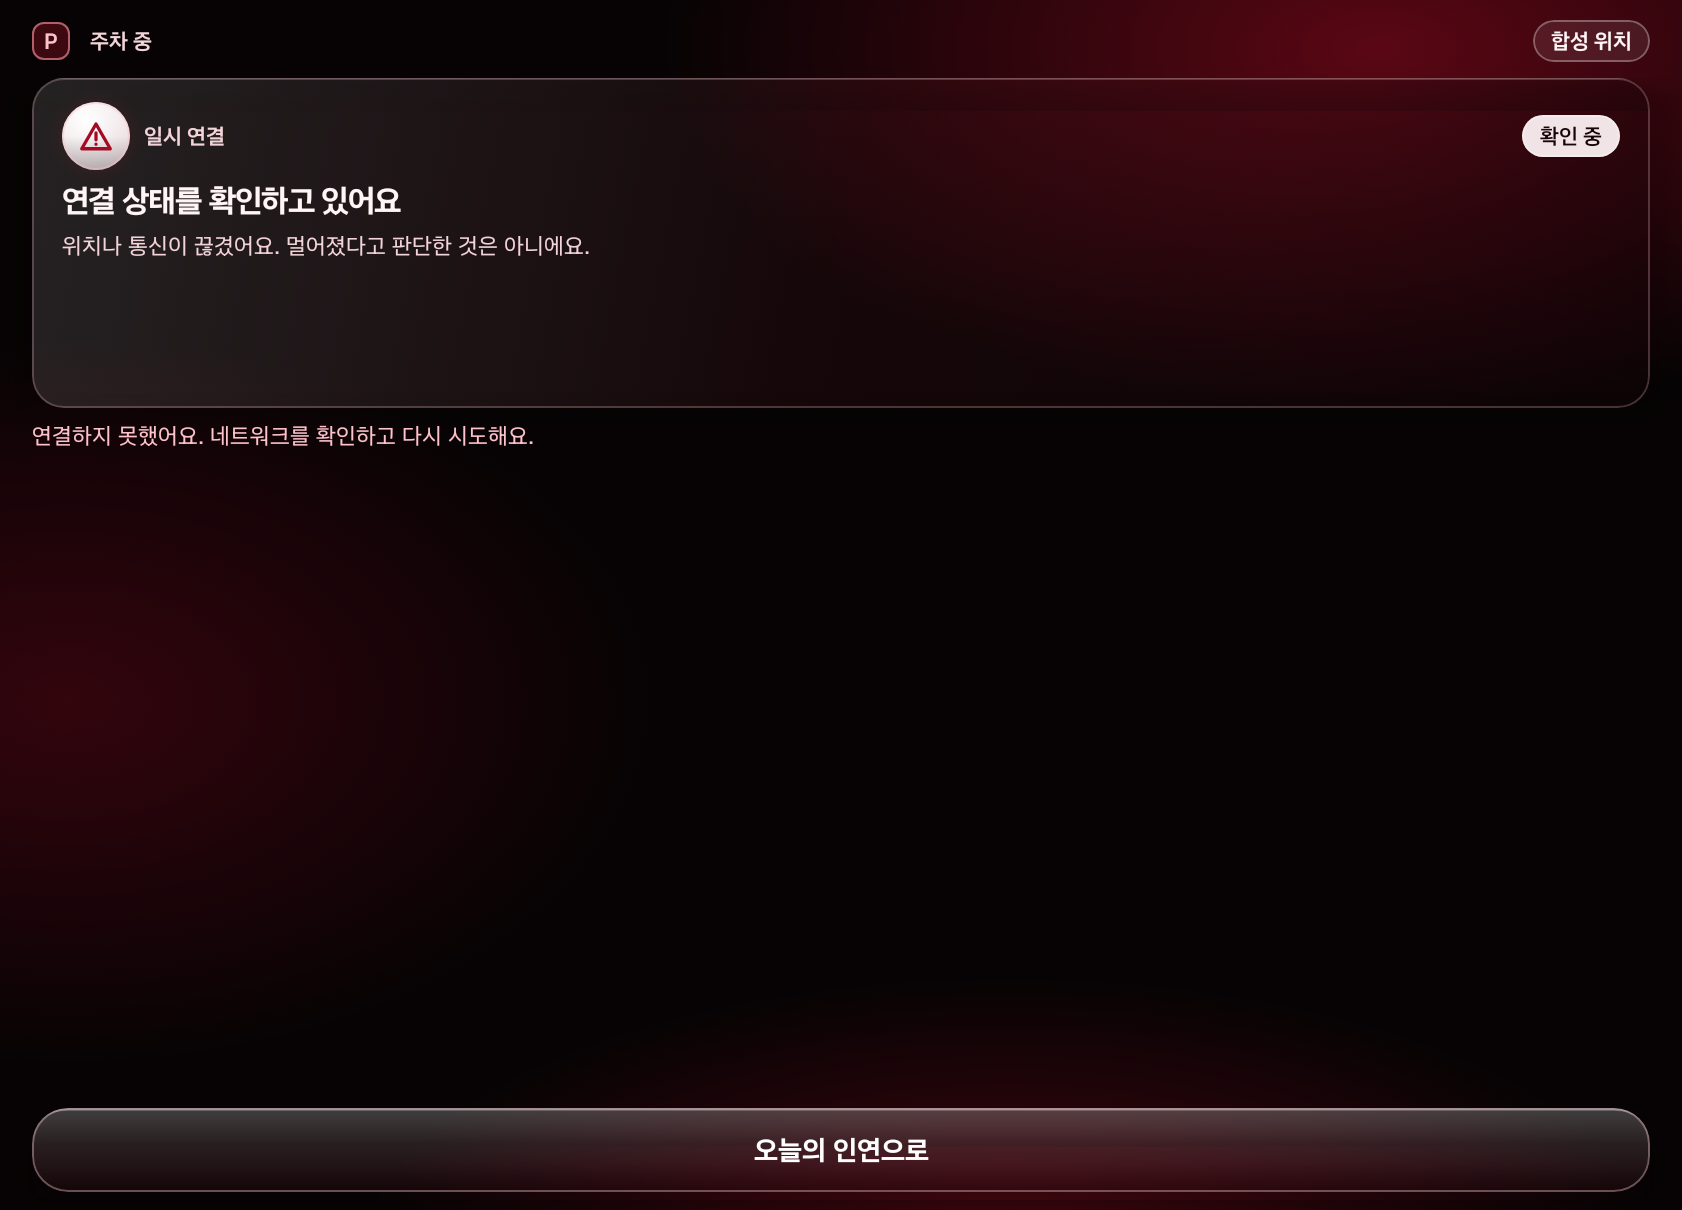 P 주차 중
합성 위치
일시 연결
확인 중
연결 상태를 확인하고 있어요
위치나 통신이 끊겼어요. 멀어졌다고 판단한 것은 아니에요.
연결하지 못했어요. 네트워크를 확인하고 다시 시도해요.
오늘의 인연으로